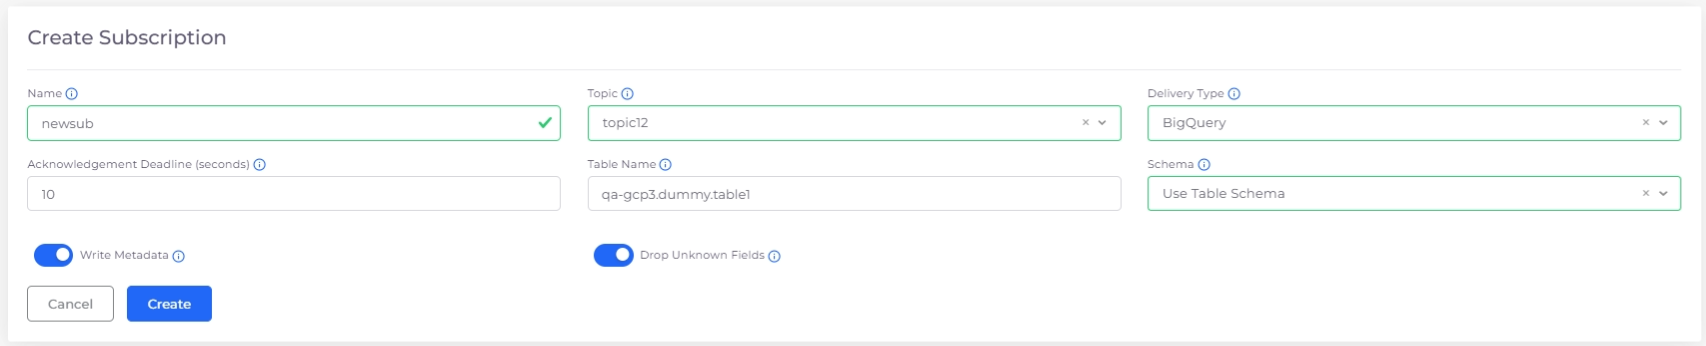 Create Subscription
Name Topic Delivery Type
newsub topic12 BigQuery
Acknowledgement Deadline (seconds) Table Name Schema
10 qa-gcp3.dummy.table1 Use Table Schema
Write Metadata Drop Unknown Fields
Cancel Create